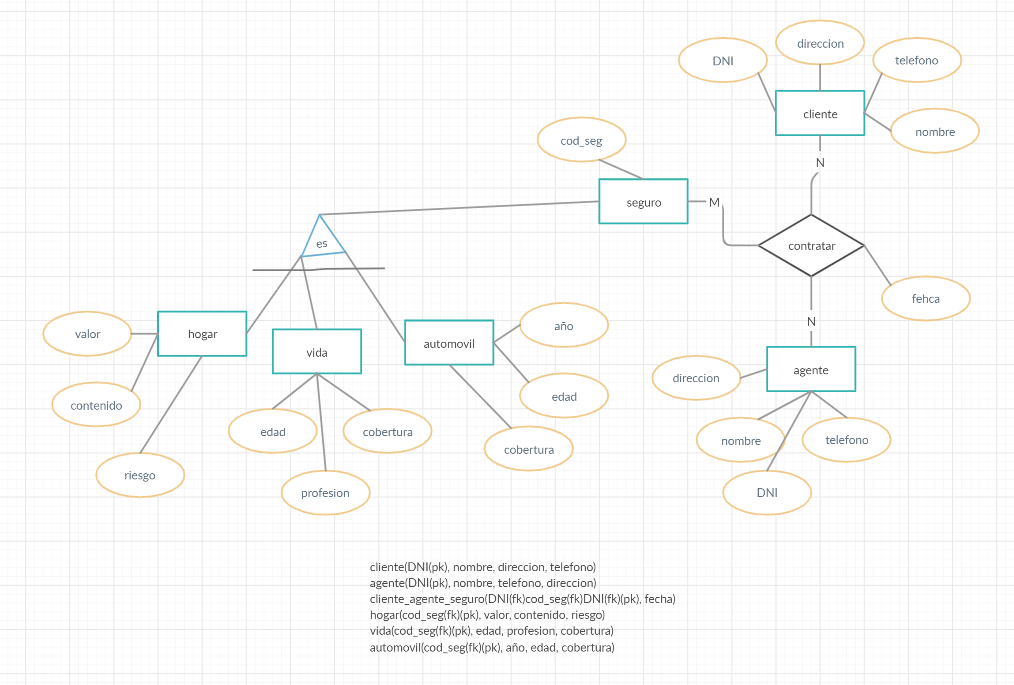 direccion
DNI
telefono
cliente
nombre
cod_seg
N
seguro
M
es
contratar
fehca
N
valor
hogar
vida
automovil
año
agente
direccion
contenido
edad
edad
cobertura
nombre
telefono
cobertura
riesgo
profesion
DNI
cliente(DNI(pk), nombre, direccion, telefono)
agente(DNI(pk), nombre, telefono, direccion)
cliente_agente_seguro(DNI(fk)cod_seg(fk)DNI(fk)(pk), fecha)
hogar(cod_seg(fk)(pk), valor, contenido, riesgo)
vida(cod_seg(fk)(pk), edad, profesion, cobertura)
automovil(cod_seg(fk)(pk), año, edad, cobertura)